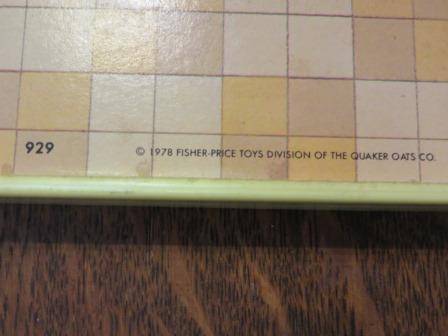 929 © 1978 FISHER-PRICE TOYS DIVISION OF THE QUAKER OATS CO.